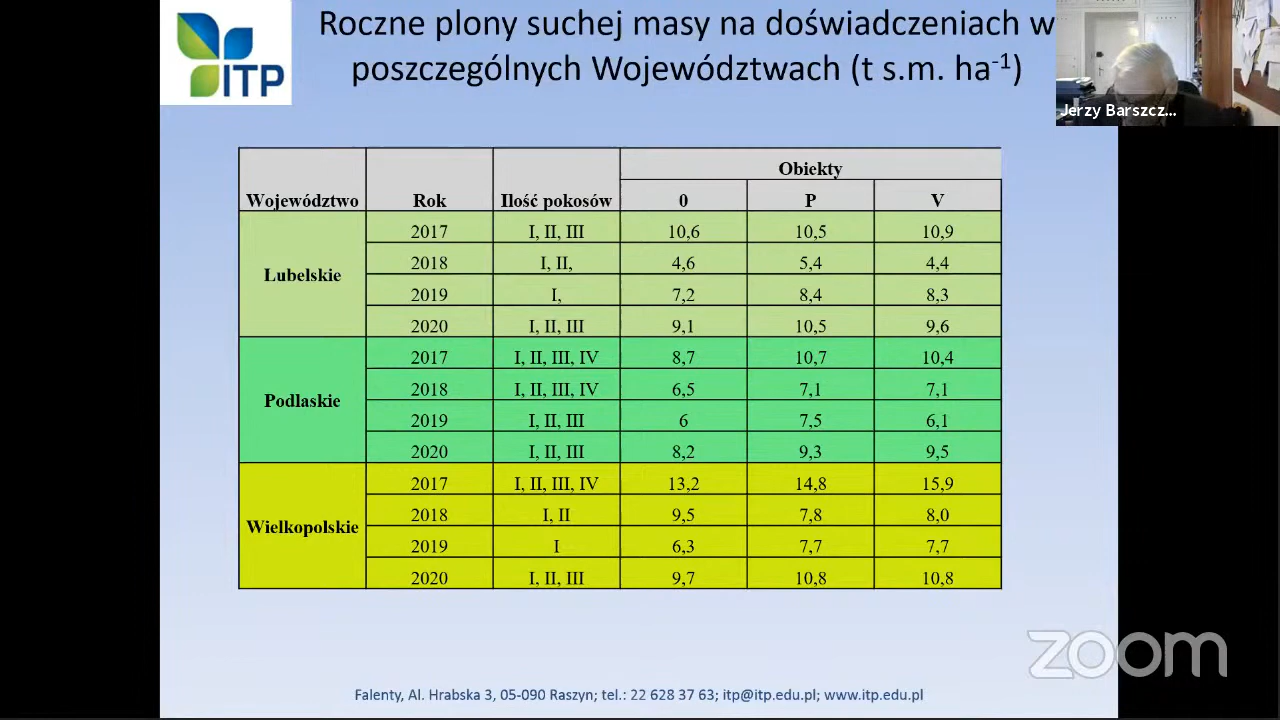 ITP
Roczne plony suchej masy na doświadczeniach w
poszczególnych Województwach (t s.m. ha-1)
Jerzy Barszcz...
Obiekty
Województwo Rok Ilość pokosów 0 P V
Lubelskie
2017 I, II, III 10,6 10,5 10,9
2018 I, II, 4,6 5,4 4,4
2019 I, 7,2 8,4 8,3
2020 I, II, III 9,1 10,5 9,6
Podlaskie
2017 I, II, III, IV 8,7 10,7 10,4
2018 I, II, III, IV 6,5 7,1 7,1
2019 I, II, III 6 7,5 6,1
2020 I, II, III 8,2 9,3 9,5
Wielkopolskie
2017 I, II, III, IV 13,2 14,8 15,9
2018 I, II 9,5 7,8 8,0
2019 I 6,3 7,7 7,7
2020 I, II, III 9,7 10,8 10,8
zoom
Falenty, Al. Hrabska 3, 05-090 Raszyn; tel.: 22 628 37 63; itp@itp.edu.pl; www.itp.edu.pl